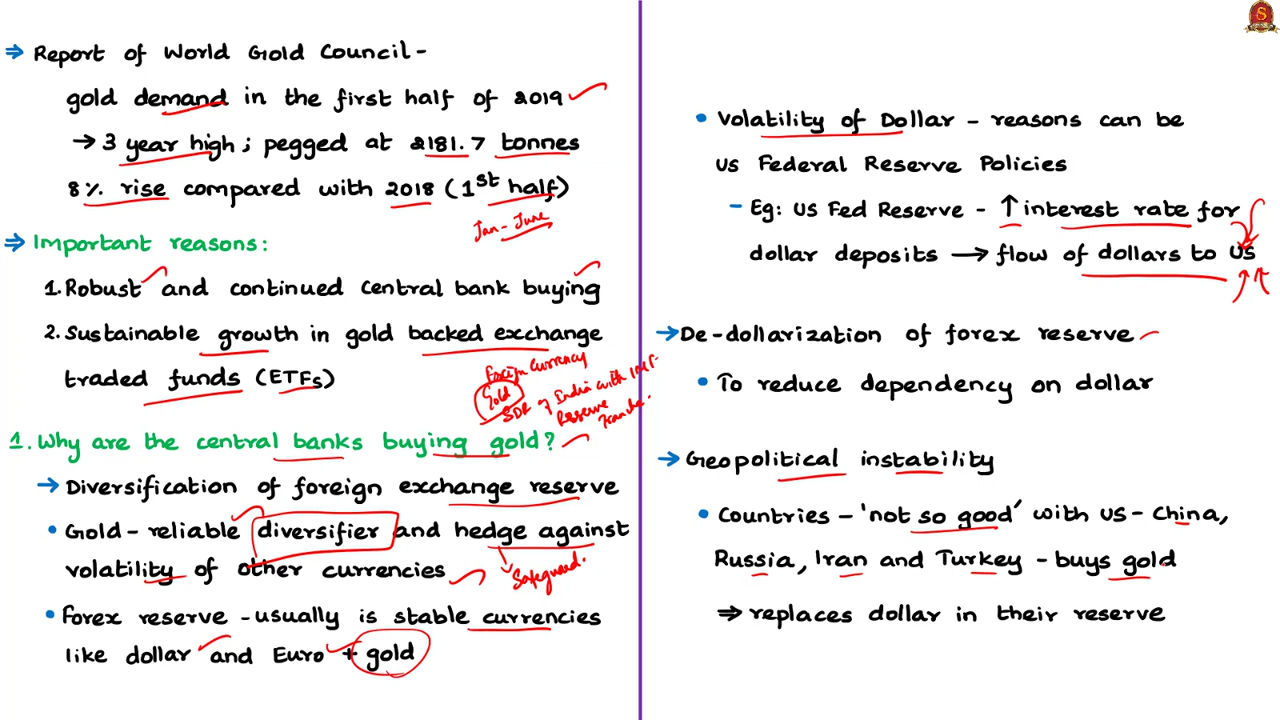 ⇒ Report of World Gold Council -
gold demand in the first half of 2019
→ 3 year high; pegged at 2181.7 tonnes
8% rise compared with 2018 (1st half)
Jan - June
⇒ Important reasons:
1. Robust and continued central bank buying
2. Sustainable growth in gold backed exchange
traded funds (ETFs)
Foreign currency
Gold
SDR
of India with IMF
Reserve
Tranche.
1. Why are the central banks buying gold?
→ Diversification of foreign exchange reserve
• Gold - reliable diversifier and hedge against
volatility of other currencies
Safeguard.
• Forex reserve - usually is stable currencies
like dollar and Euro + gold
S
• Volatility of Dollar - reasons can be
US Federal Reserve Policies
- Eg: US Fed Reserve - ↑ interest rate for
dollar deposits → flow of dollars to US
→ De-dollarization of forex reserve
• To reduce dependency on dollar
→ Geopolitical instability
• Countries - 'not so good' with US - China,
Russia, Iran and Turkey - buys gold
⇒ replaces dollar in their reserve